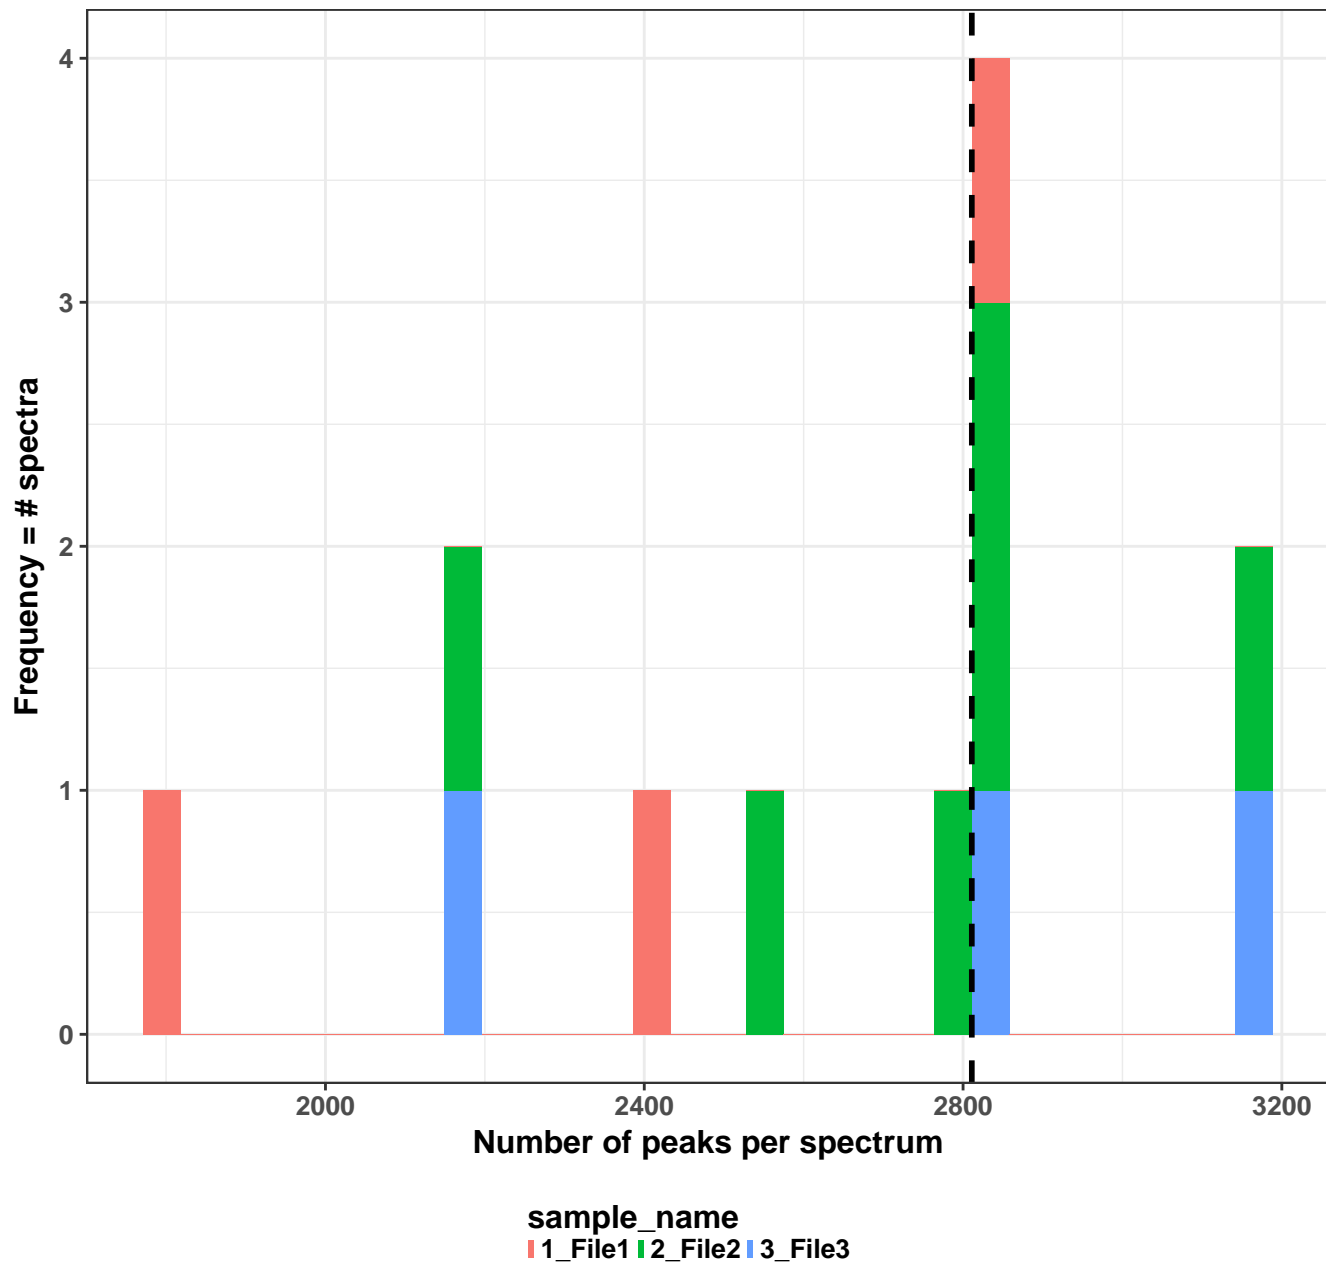 Frequency = # spectra
4
3
2
1
0
2000 2400 2800 3200
Number of peaks per spectrum
sample_name
1_File1 2_File2 3_File3